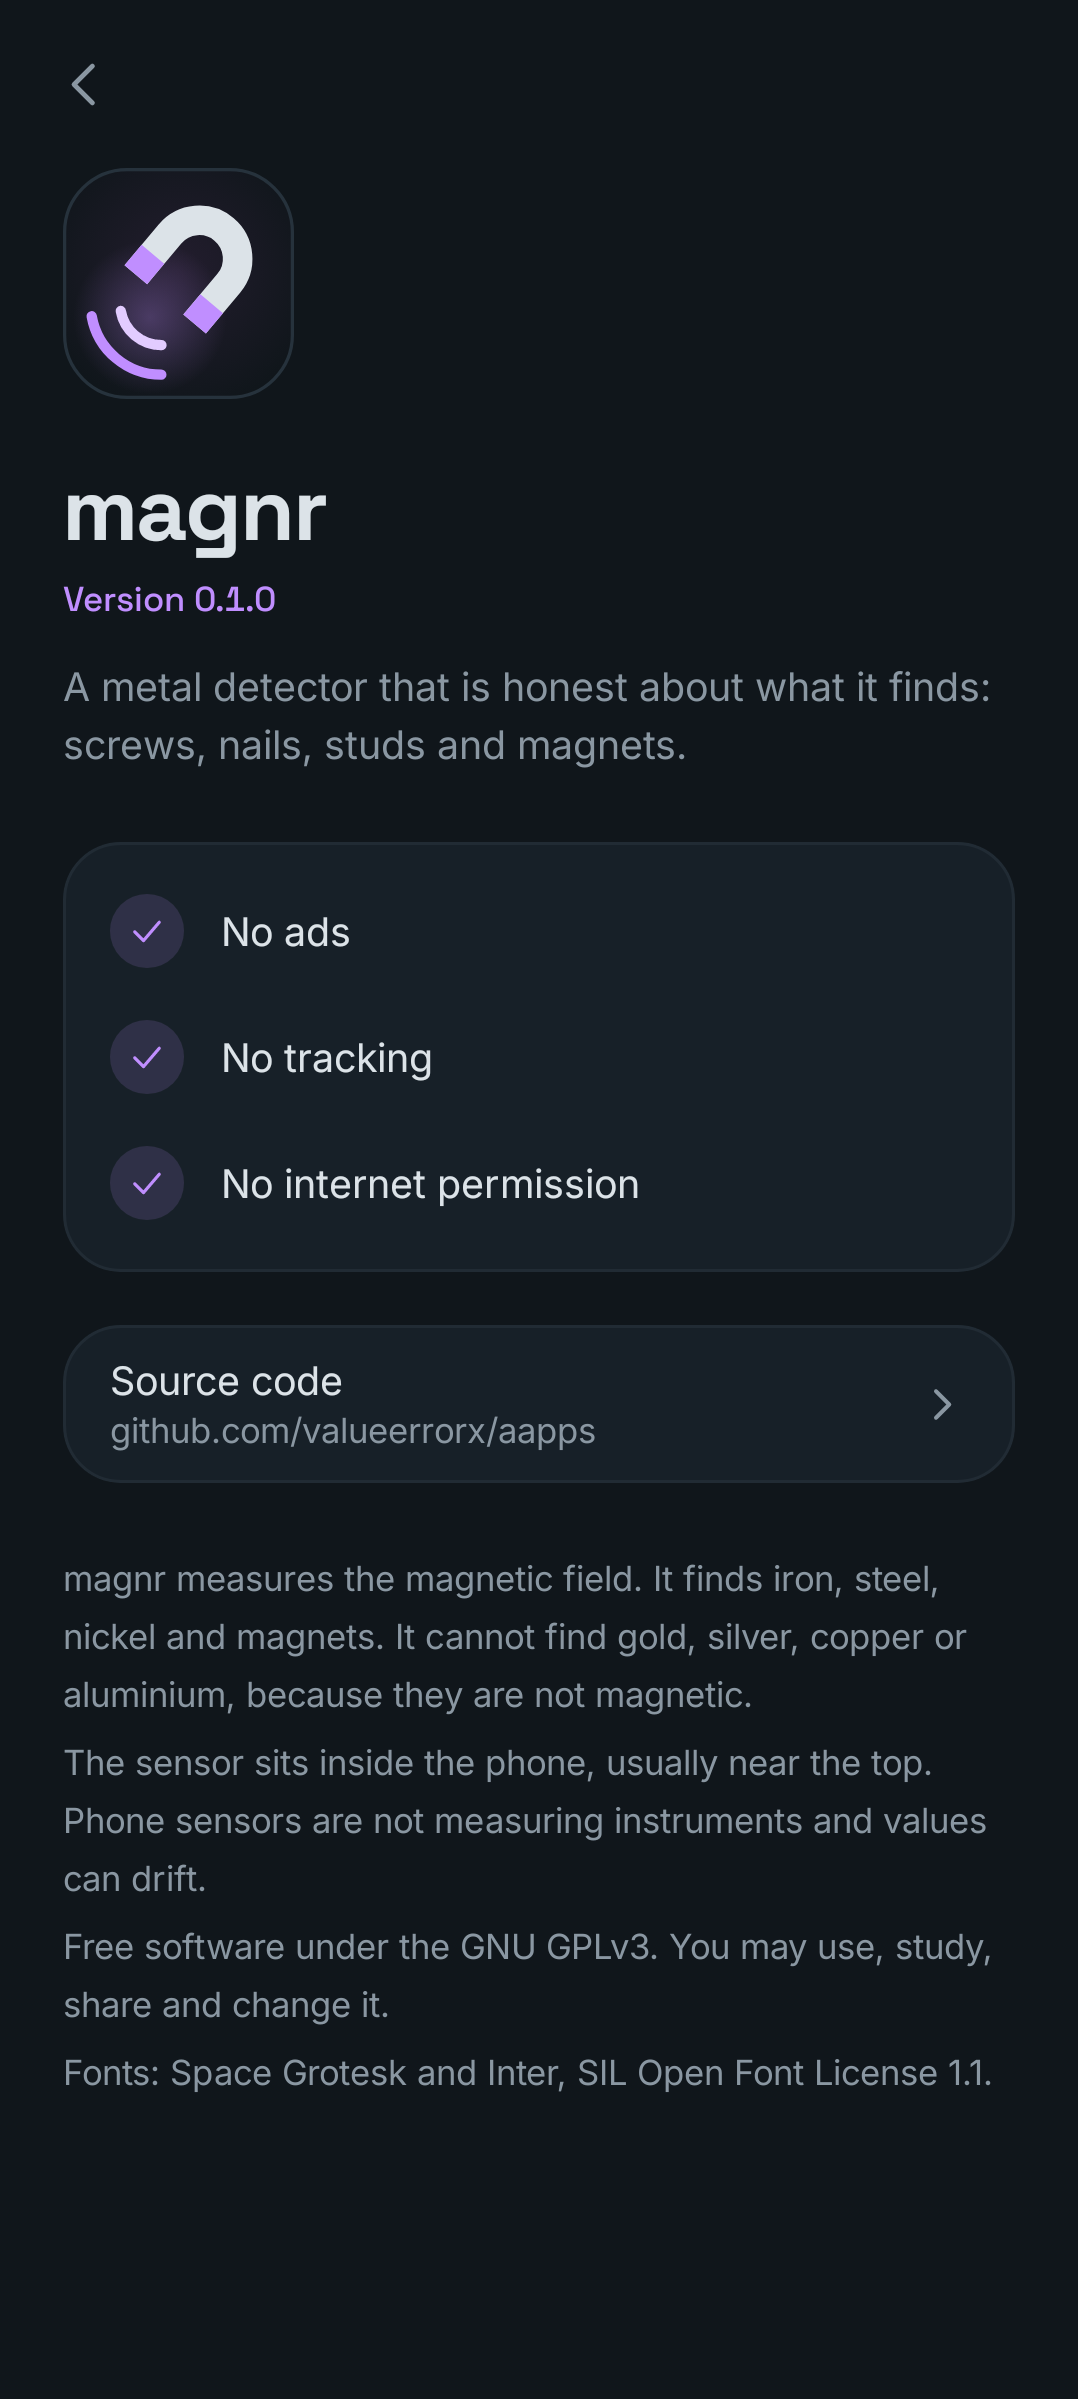 magnr
Version 0.1.0
A metal detector that is honest about what it finds:
screws, nails, studs and magnets.
No ads
No tracking
No internet permission
Source code
github.com/valueerrorx/aapps
magnr measures the magnetic field. It finds iron, steel,
nickel and magnets. It cannot find gold, silver, copper or
aluminium, because they are not magnetic.
The sensor sits inside the phone, usually near the top.
Phone sensors are not measuring instruments and values
can drift.
Free software under the GNU GPLv3. You may use, study,
share and change it.
Fonts: Space Grotesk and Inter, SIL Open Font License 1.1.